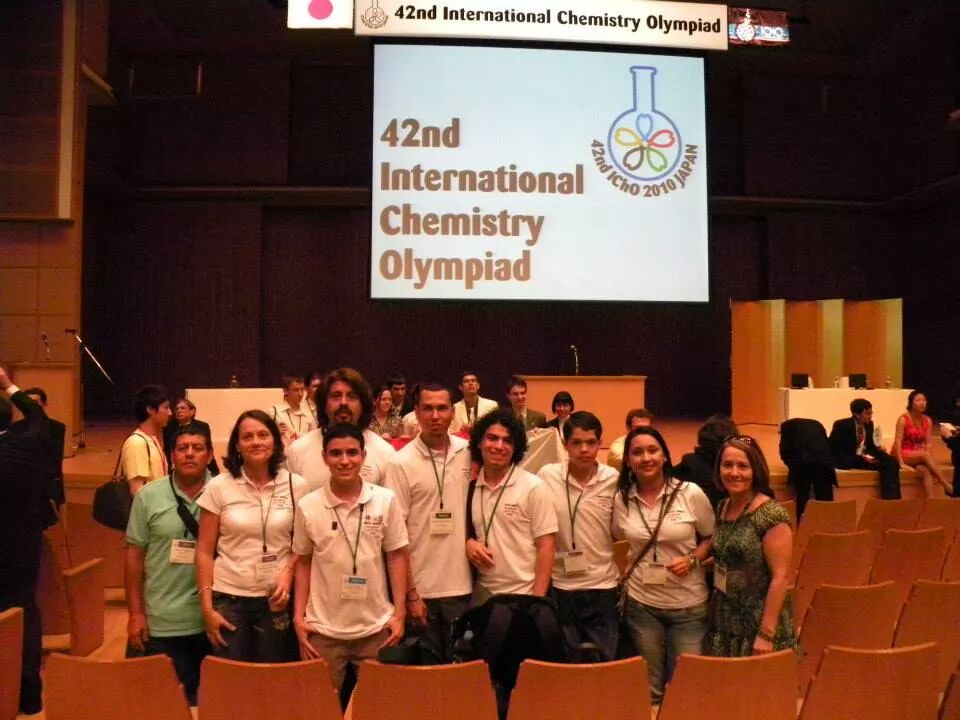 42nd International Chemistry Olympiad
42nd
International
Chemistry
Olympiad
42nd IChO 2010 JAPAN